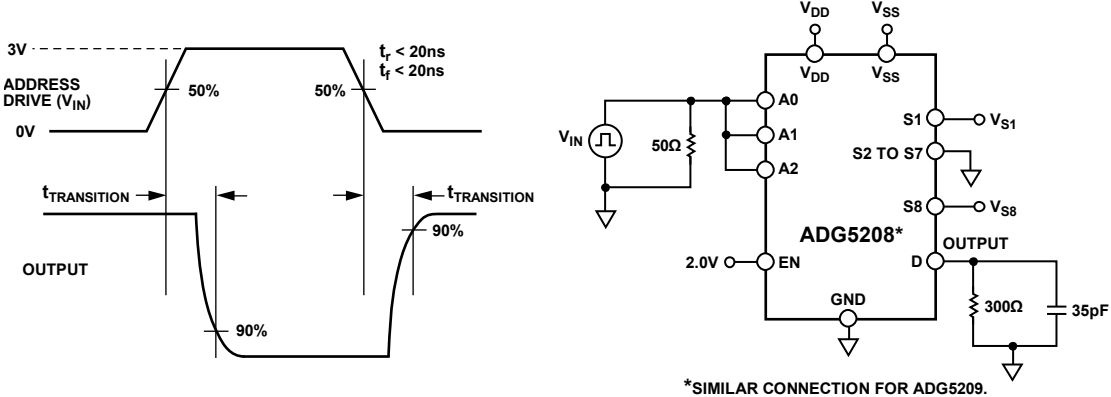 3V
ADDRESS
DRIVE (VIN)
0V
50%
50%
tr < 20ns
tf < 20ns
tTRANSITION
tTRANSITION
90%
OUTPUT
90%
VDD
VSS
VDD
VSS
VIN
50Ω
A0
A1
A2
S1
VS1
S2 TO S7
S8
VS8
ADG5208*
OUTPUT
2.0V
EN
D
GND
300Ω
35pF
*SIMILAR CONNECTION FOR ADG5209.